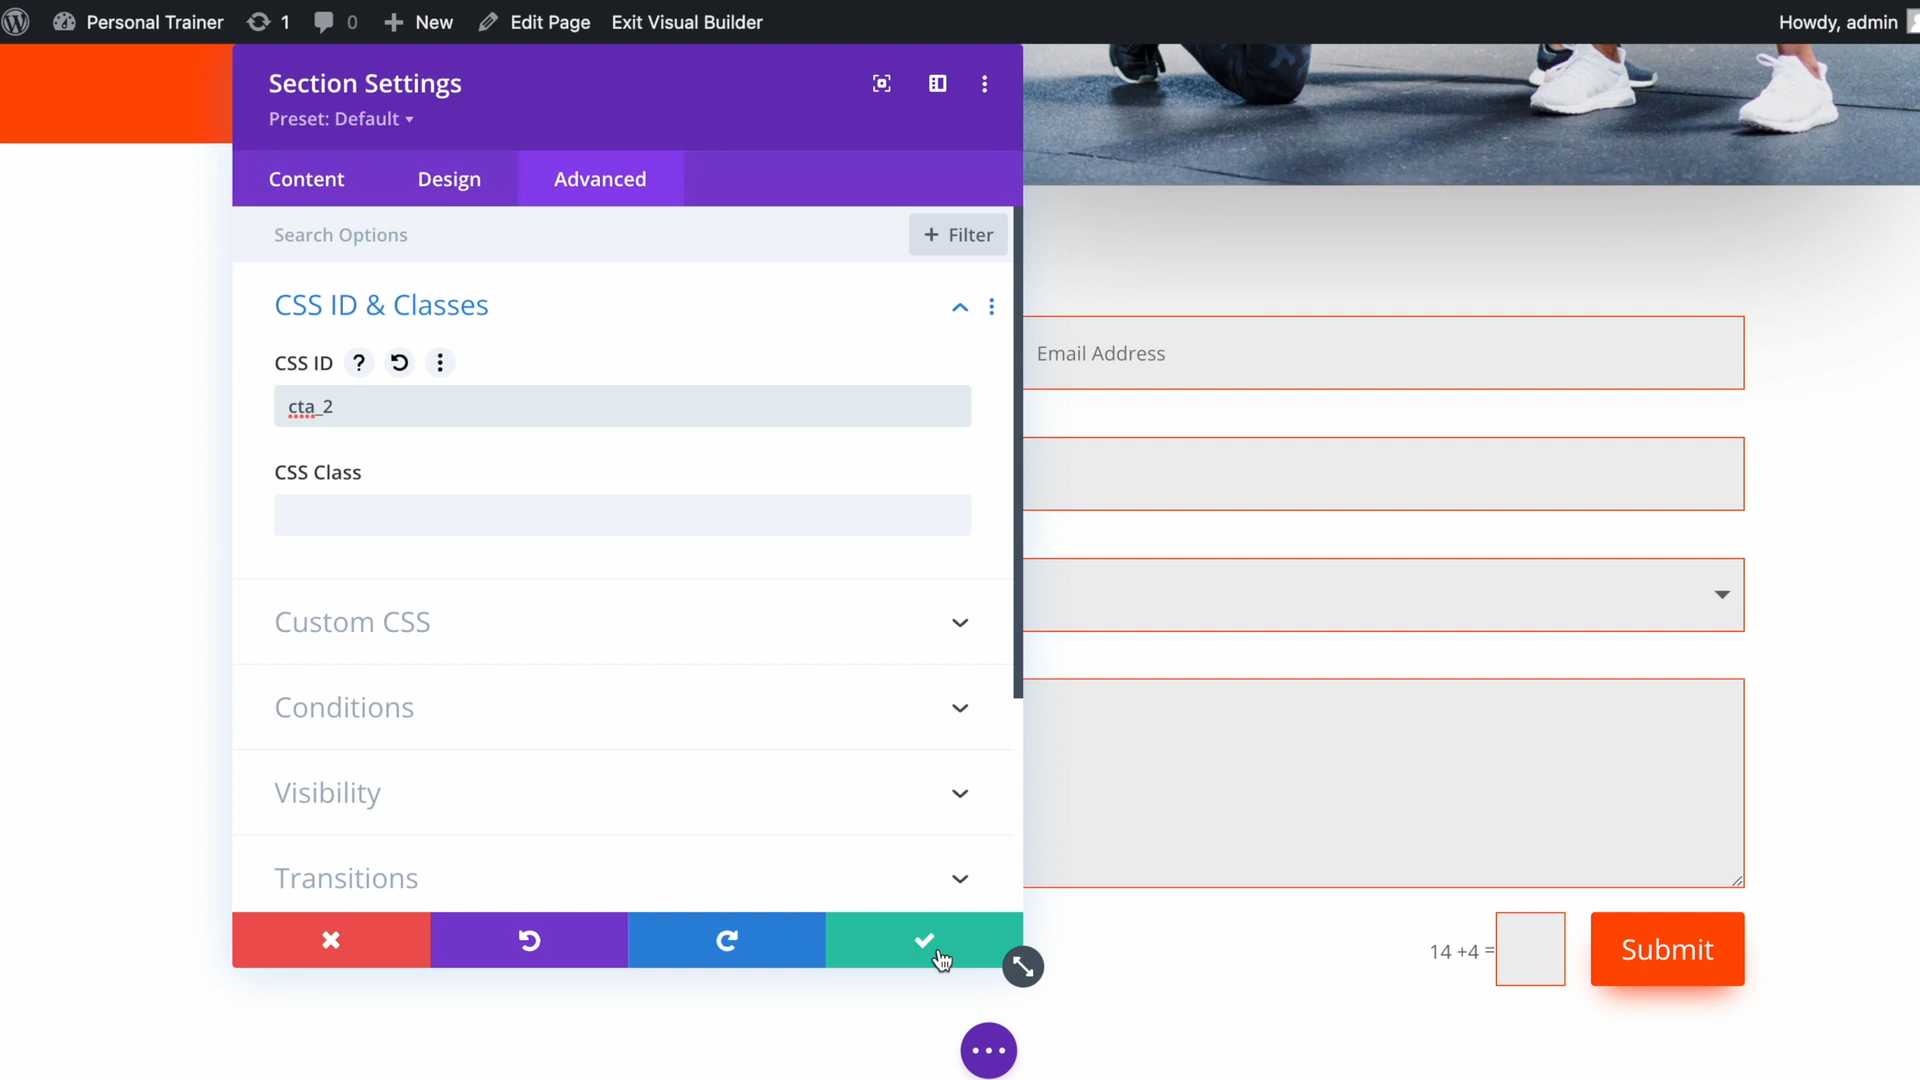 Personal Trainer 1 0 New Edit Page Exit Visual Builder Howdy, admin
Section Settings
Preset: Default
Content Design Advanced
Search Options
+ Filter
CSS ID & Classes
CSS ID ?
cta_2
CSS Class
Custom CSS
Conditions
Visibility
Transitions
Email Address
14 +4 =
Submit